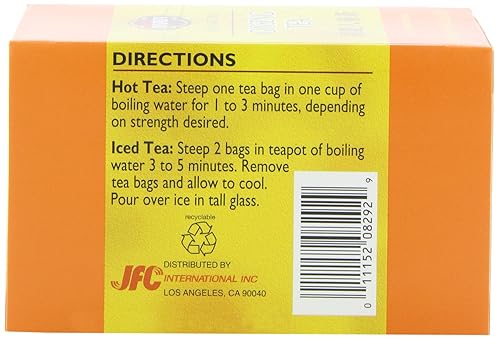 DIRECTIONS
Hot Tea: Steep one tea bag in one cup of
boiling water for 1 to 3 minutes, depending
on strength desired.
Iced Tea: Steep 2 bags in teapot of boiling
water 3 to 5 minutes. Remove
tea bags and allow to cool.
Pour over ice in tall glass.
recyclable
DISTRIBUTED BY
JFC INTERNATIONAL INC
LOS ANGELES, CA 90040
0 11152 08292 9
TEA